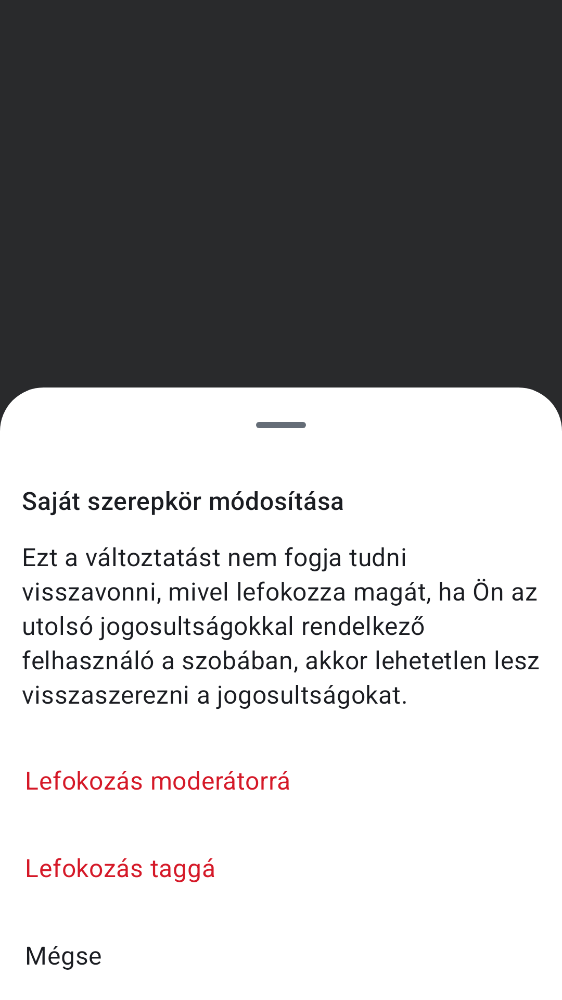 Saját szerepkör módosítása
Ezt a változtatást nem fogja tudni
visszavonni, mivel lefokozza magát, ha Ön az
utolsó jogosultságokkal rendelkező
felhasználó a szobában, akkor lehetetlen lesz
visszaszerezni a jogosultságokat.
Lefokozás moderátorrá
Lefokozás taggá
Mégse